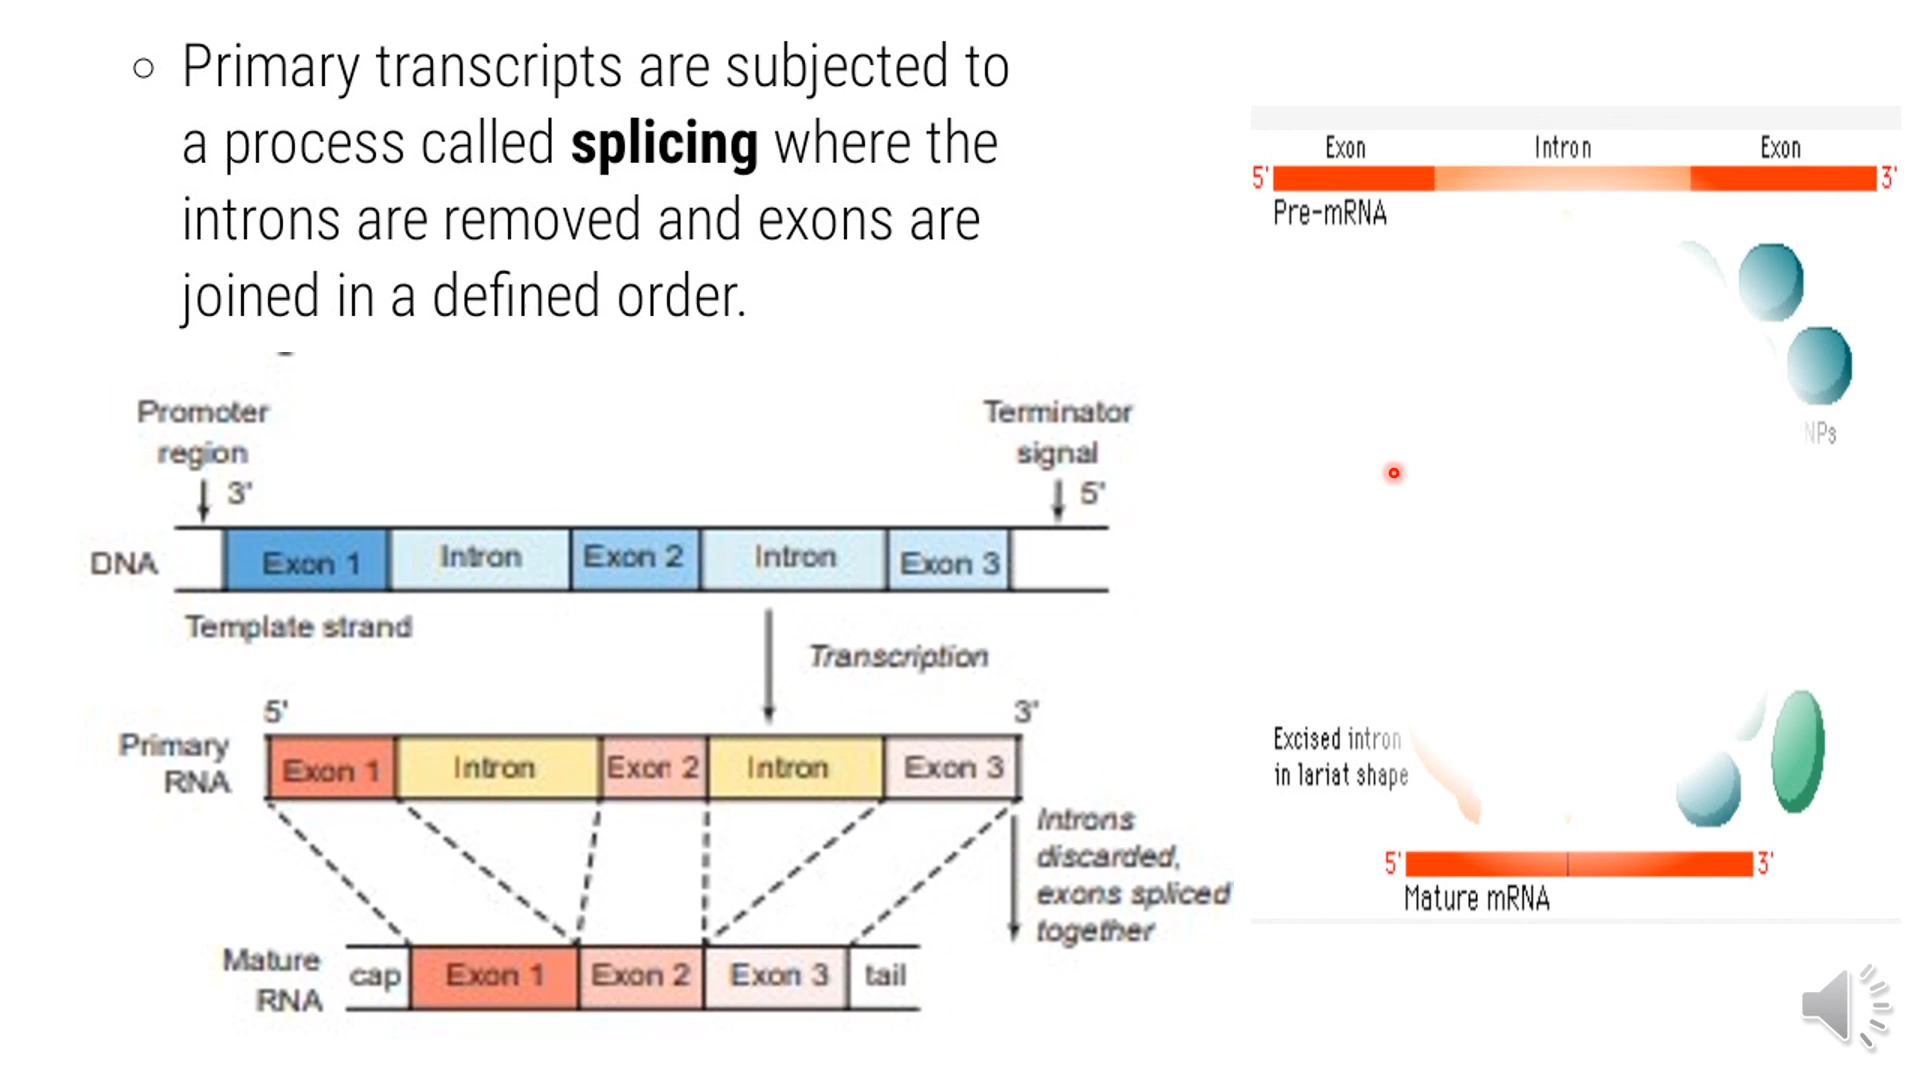 Primary transcripts are subjected to
a process called splicing where the
introns are removed and exons are
joined in a defined order.
Promoter
region
3'
Terminator
signal
5'
DNA
Exon 1
Intron
Exon 2
Intron
Exon 3
Template strand
Transcription
5'
3'
Primary
RNA
Exon 1
Intron
Exon 2
Intron
Exon 3
Introns
discarded,
exons spliced
together
Mature
RNA
cap
Exon 1
Exon 2
Exon 3
tail
Exon
Intron
Exon
5'
3'
Pre-mRNA
NPs
Excised intron
in lariat shape
5'
3'
Mature mRNA